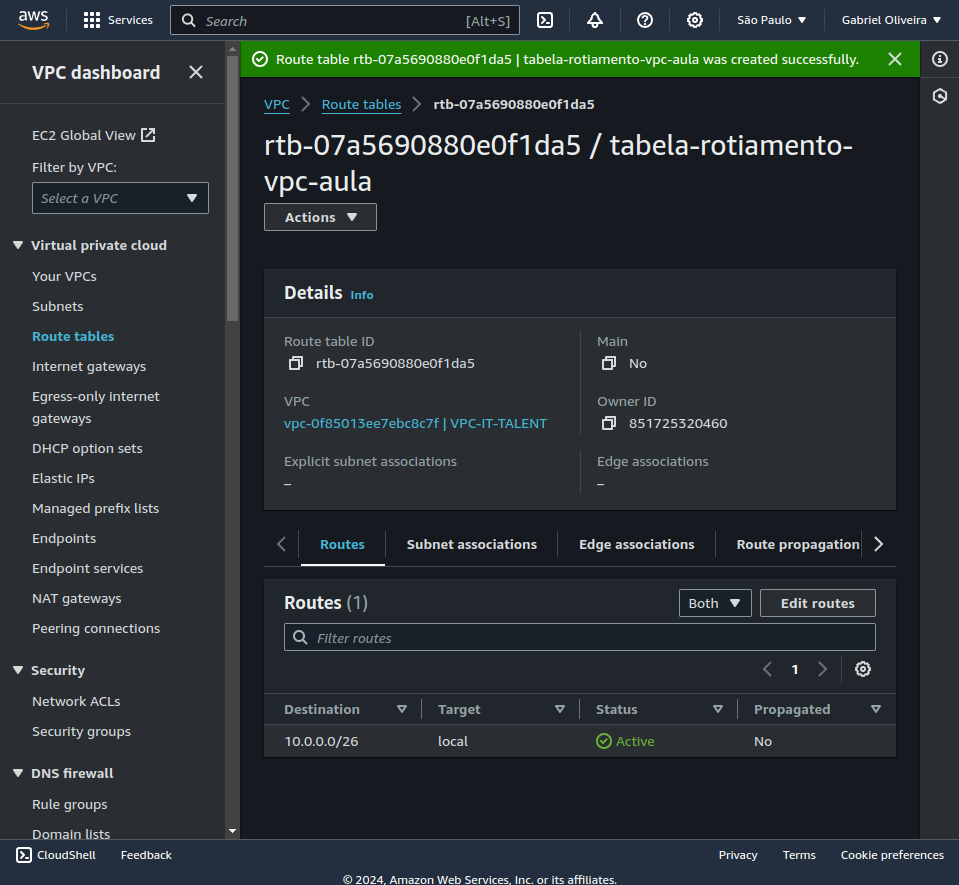 aws
Services
Search
[Alt+S]
São Paulo
Gabriel Oliveira
VPC dashboard
EC2 Global View
Filter by VPC:
Select a VPC
Virtual private cloud
Your VPCs
Subnets
Route tables
Internet gateways
Egress-only internet
gateways
DHCP option sets
Elastic IPs
Managed prefix lists
Endpoints
Endpoint services
NAT gateways
Peering connections
Security
Network ACLs
Security groups
DNS firewall
Rule groups
Domain lists
Route table rtb-07a5690880e0f1da5 | tabela-rotiamento-vpc-aula was created successfully.
VPC > Route tables > rtb-07a5690880e0f1da5
rtb-07a5690880e0f1da5 / tabela-rotiamento-
vpc-aula
Actions
Details Info
Route table ID
rtb-07a5690880e0f1da5
Main
No
VPC
vpc-0f85013ee7ebc8c7f | VPC-IT-TALENT
Owner ID
851725320460
Explicit subnet associations
–
Edge associations
–
Routes
Subnet associations
Edge associations
Route propagation
Routes (1)
Both
Edit routes
Filter routes
1
Destination
Target
Status
Propagated
10.0.0.0/26
local
Active
No
CloudShell
Feedback
Privacy
Terms
Cookie preferences
© 2024, Amazon Web Services, Inc. or its affiliates.